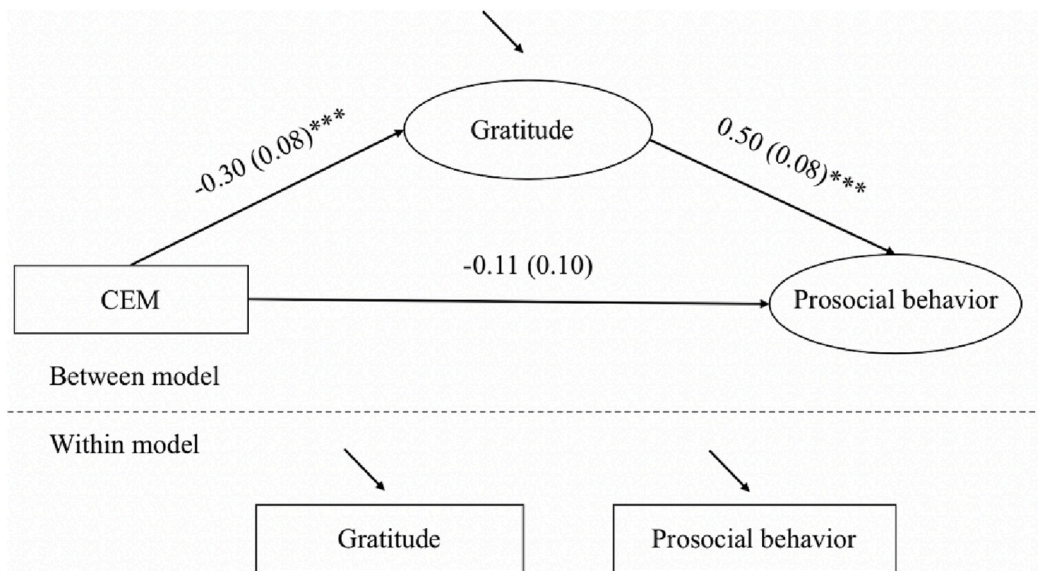 Gratitude
-0.30 (0.08)***
0.50 (0.08)***
-0.11 (0.10)
CEM
Prosocial behavior
Between model
Within model
Gratitude
Prosocial behavior